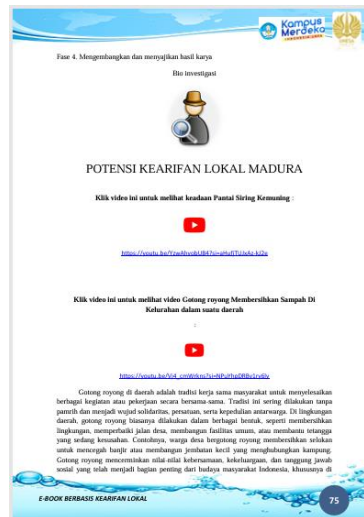 Kampus
Merdeka
Fase 4. Mengembangkan dan menyajikan hasil karya
Bio investigasi
POTENSI KEARIFAN LOKAL MADURA
Klik video ini untuk melihat keadaan Pantai Siring Kemuning :
Klik video ini untuk melihat video Gotong royong Membersihkan Sampah Di
Kelurahan dalam suatu daerah
:
Gotong royong di daerah adalah tradisi kerja sama masyarakat untuk menyelesaikan
berbagai kegiatan atau pekerjaan secara bersama-sama. Tradisi ini sering dilakukan tanpa
pamrih dan menjadi wujud solidaritas, persatuan, serta kepedulian antarwarga. Di lingkungan
daerah, gotong royong biasanya dilakukan dalam berbagai bentuk, seperti membersihkan
lingkungan, memperbaiki jalan desa, membangun fasilitas umum, atau membantu tetangga
yang sedang kesusahan. Contohnya, warga desa bergotong royong membersihkan selokan
untuk mencegah banjir atau membangun jembatan kecil yang menghubungkan kampung.
Gotong royong mencerminkan nilai-nilai kebersamaan, kekeluargaan, dan tanggung jawab
sosial yang telah menjadi bagian penting dari budaya masyarakat Indonesia, khususnya di
E-BOOK BERBASIS KEARIFAN LOKAL
75